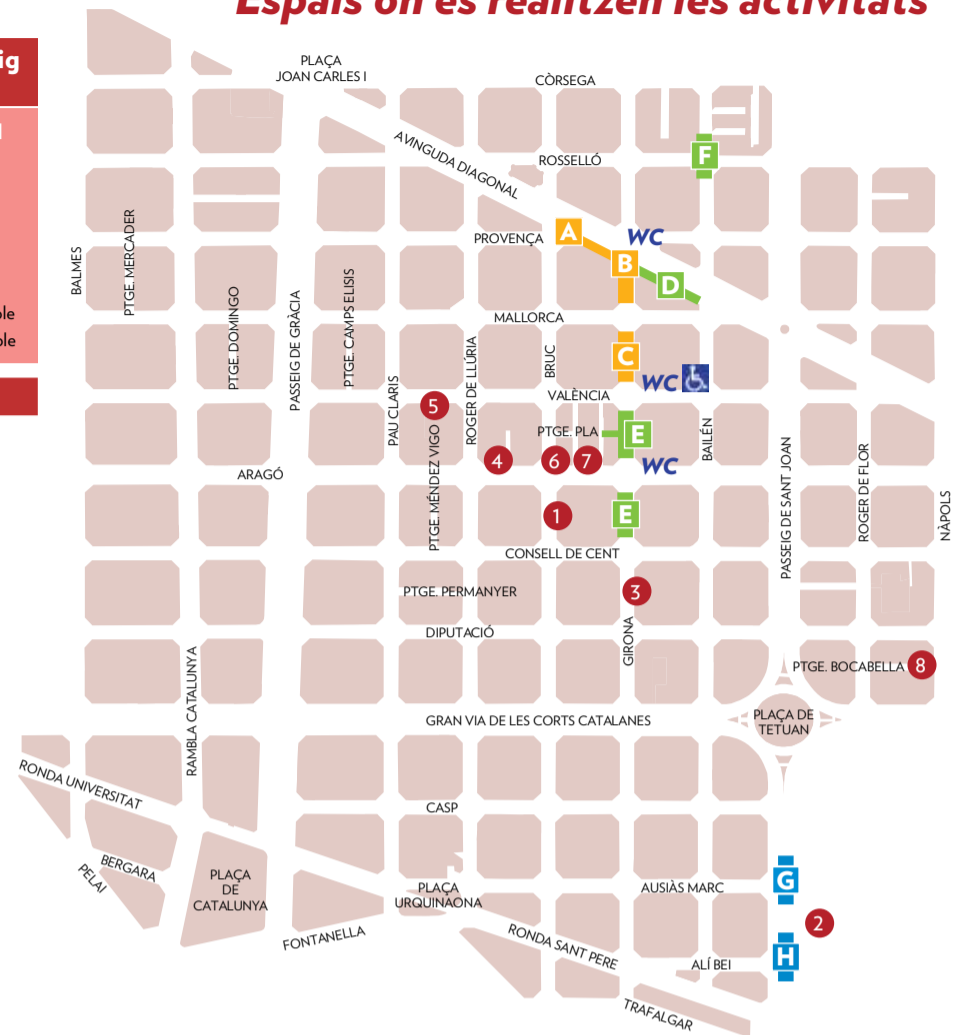 Espais on es realitzen les activitats
ig
ole
ole
PLAÇA
JOAN CARLES I
CÒRSEGA
AVINGUDA DIAGONAL
ROSSELLÓ
F
PTGE. MERCADER
BALMES
PROVENÇA
A
WC
B
D
PTGE. DOMINGO
PASSEIG DE GRÀCIA
PTGE. CAMPS ELISIS
MALLORCA
C
BRUC
ROGER DE LLÚRIA
PAU CLARIS
WC
VALÈNCIA
5
PTGE. PLA
E
BAILÉN
PTGE. MÉNDEZ VIGO
4
6
7
WC
ARAGÓ
PASSEIG DE SANT JOAN
ROGER DE FLOR
NÀPOLS
1
E
CONSELL DE CENT
PTGE. PERMANYER
3
DIPUTACIÓ
GIRONA
PTGE. BOCABELLA
8
RAMBLA CATALUNYA
GRAN VIA DE LES CORTS CATALANES
PLAÇA DE
TETUAN
RONDA UNIVERSITAT
CASP
BERGARA
PELAI
PLAÇA
DE
CATALUNYA
PLAÇA
URQUINAONA
AUSIÀS MARC
G
2
FONTANELLA
RONDA SANT PERE
ALÍ BEI
H
TRAFALGAR